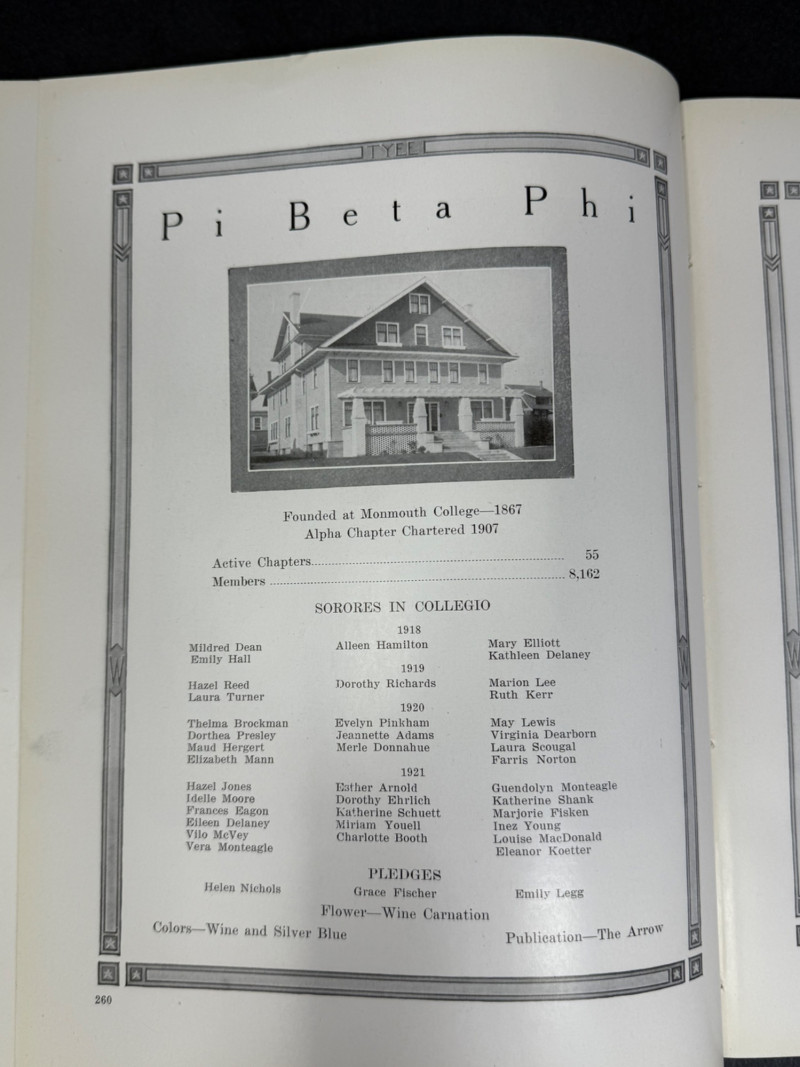 TYEE
Pi Beta Phi
Founded at Monmouth College—1867
Alpha Chapter Chartered 1907
Active Chapters 55
Members 8,162
SORORES IN COLLEGIO
1918
Mildred Dean Aileen Hamilton Mary Elliott
Emily Hall Kathleen Delaney
1919
Hazel Reed Dorothy Richards Marion Lee
Laura Turner Ruth Kerr
1920
Thelma Brockman Evelyn Pinkham May Lewis
Dorthea Presley Jeannette Adams Virginia Dearborn
Maud Hergert Merle Donnahue Laura Scougal
Elizabeth Mann Farris Norton
1921
Hazel Jones Esther Arnold Guendolyn Monteagle
Idelle Moore Dorothy Ehrlich Katherine Shank
Frances Eagon Katherine Schuett Marjorie Fisken
Eileen Delaney Miriam Youell Inez Young
Vilo McVey Charlotte Booth Louise MacDonald
Vera Monteagle Eleanor Koetter
PLEDGES
Helen Nichols Grace Fischer Emily Legg
Flower—Wine Carnation
Colors—Wine and Silver Blue Publication—The Arrow
W W W
260